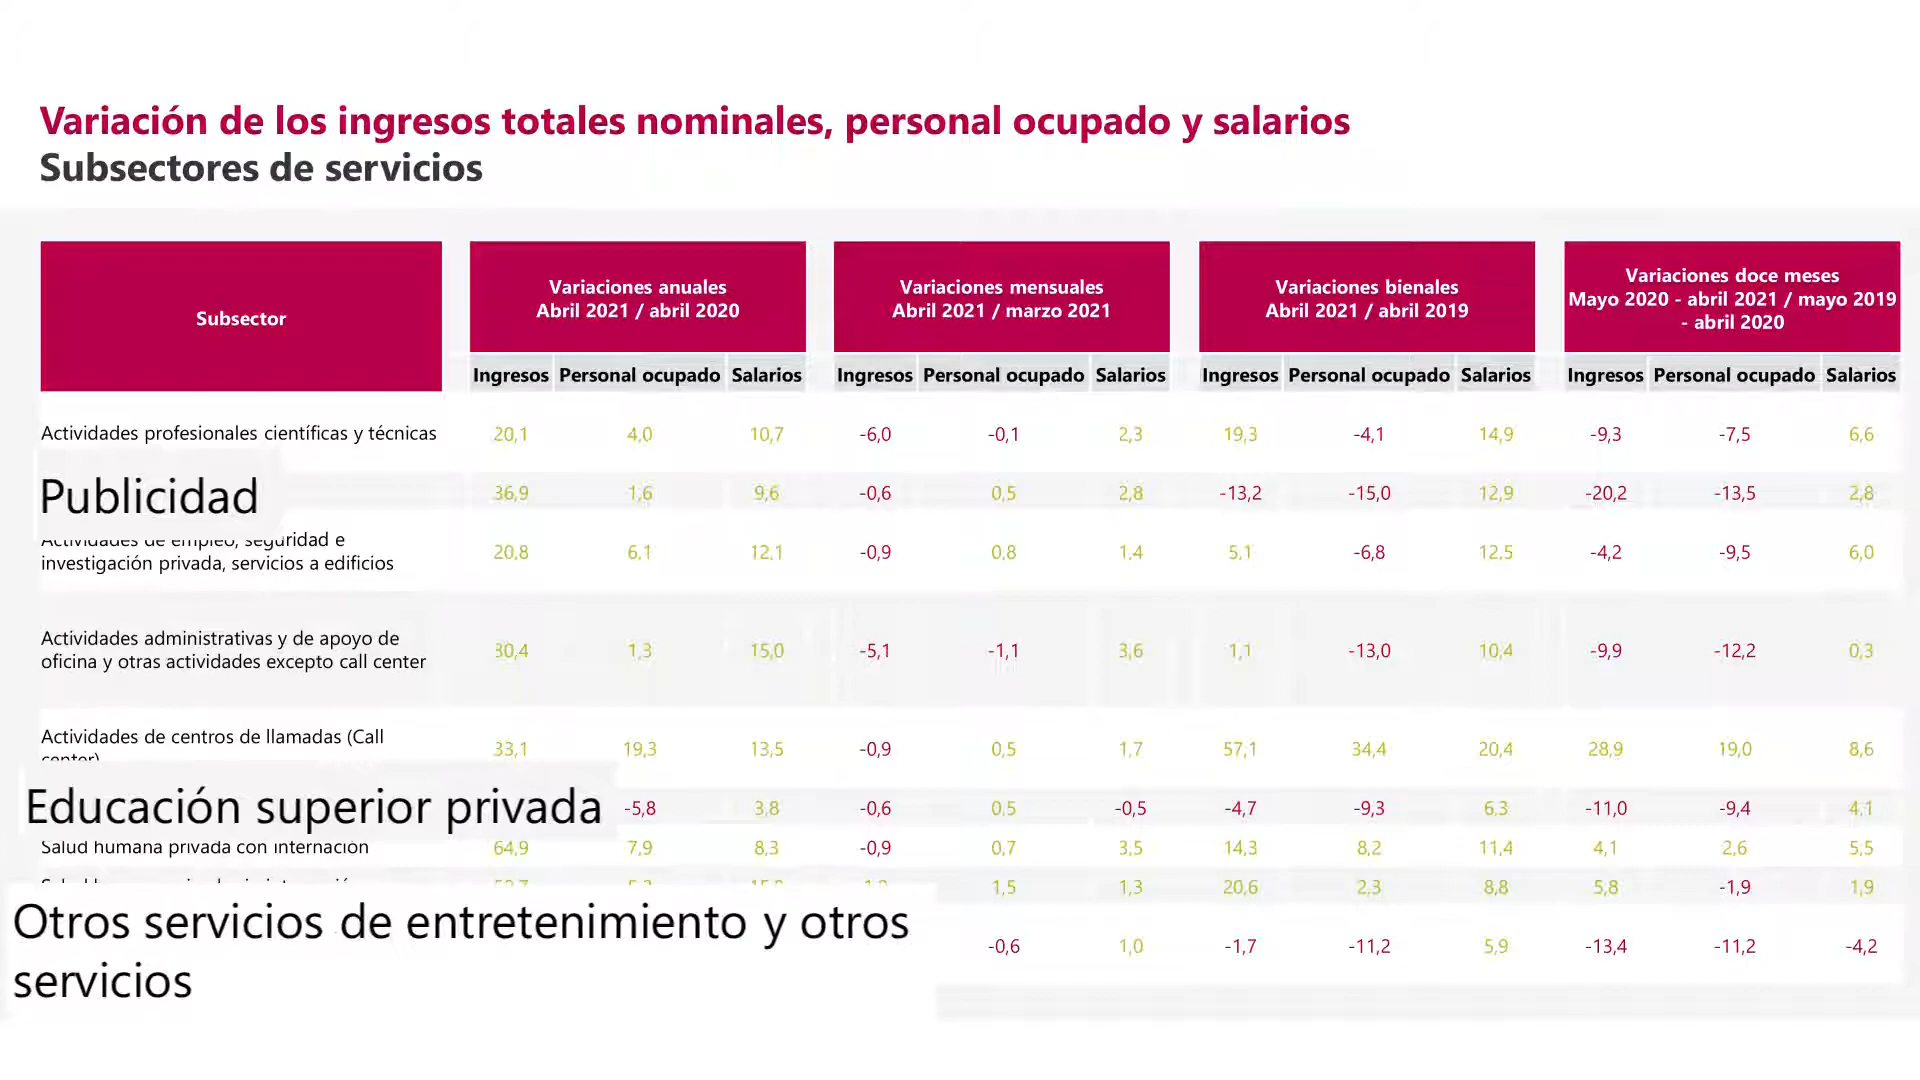 Variación de los ingresos totales nominales, personal ocupado y salarios
Subsectores de servicios
Subsector
Variaciones anuales
Abril 2021 / abril 2020
Variaciones mensuales
Abril 2021 / marzo 2021
Variaciones bienales
Abril 2021 / abril 2019
Variaciones doce meses
Mayo 2020 - abril 2021 / mayo 2019
- abril 2020
Ingresos Personal ocupado Salarios Ingresos Personal ocupado Salarios Ingresos Personal ocupado Salarios Ingresos Personal ocupado Salarios
Actividades profesionales científicas y técnicas 20,1 4,0 10,7 -6,0 -0,1 2,3 19,3 -4,1 14,9 -9,3 -7,5 6,6
Publicidad 36,9 1,6 9,6 -0,6 0,5 2,8 -13,2 -15,0 12,9 -20,2 -13,5 2,8
Actividades de empleo, seguridad e
investigación privada, servicios a edificios 20,8 6,1 12,1 -0,9 0,8 1,4 5,1 -6,8 12,5 -4,2 -9,5 6,0
Actividades administrativas y de apoyo de
oficina y otras actividades excepto call center 30,4 1,3 15,0 -5,1 -1,1 3,6 1,1 -13,0 10,4 -9,9 -12,2 0,3
Actividades de centros de llamadas (Call
center) 33,1 19,3 13,5 -0,9 0,5 1,7 57,1 34,4 20,4 28,9 19,0 8,6
Educación superior privada -5,8 3,8 -0,6 0,5 -0,5 -4,7 -9,3 6,3 -11,0 -9,4 4,1
Salud humana privada con internación 64,9 7,9 8,3 -0,9 0,7 3,5 14,3 8,2 11,4 4,1 2,6 5,5
1,5 1,3 20,6 2,3 8,8 5,8 -1,9 1,9
Otros servicios de entretenimiento y otros
servicios -0,6 1,0 -1,7 -11,2 5,9 -13,4 -11,2 -4,2